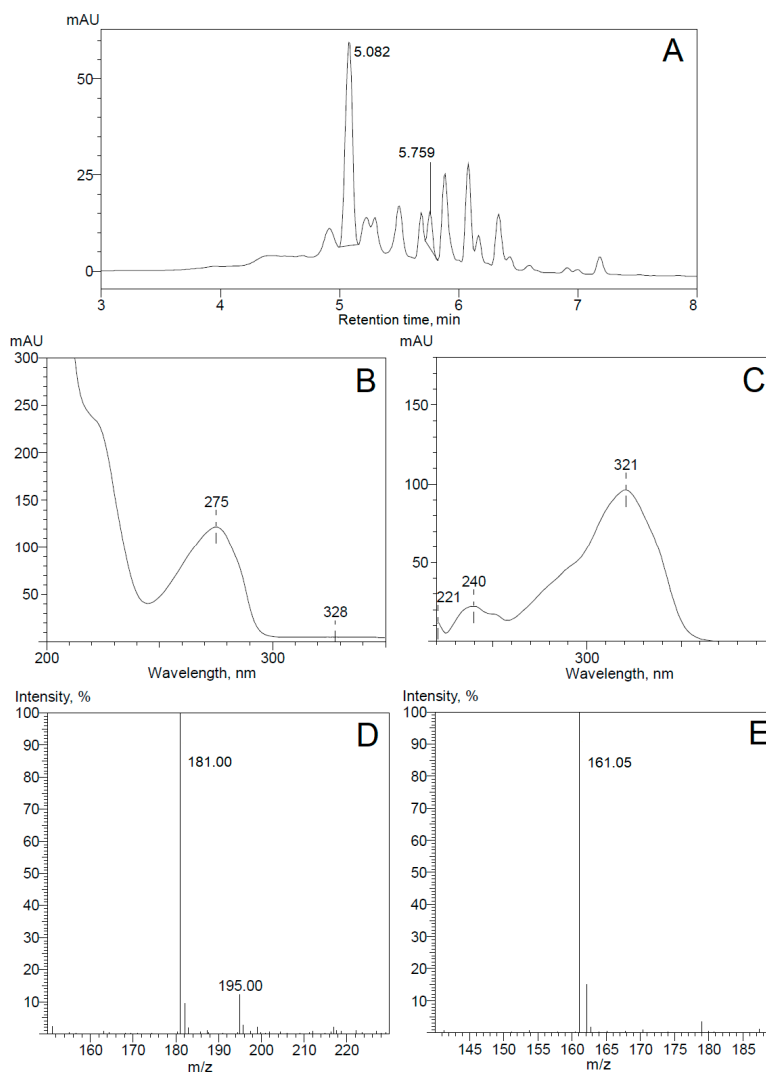 mAU
A
5.082
50
5.759
25
0
3 4 5 6 7 8
Retention time, min
mAU
mAU
300
B
C
250
150
200
321
275
150
100
100
50
240
50
328
221
200 300
300
Wavelength, nm
Wavelength, nm
Intensity, %
Intensity, %
100
D
100
E
90
181.00
90
161.05
80
80
70
70
60
60
50
50
40
40
30
30
20
20
195.00
10
10
160 170 180 190 200 210 220
145 150 155 160 165 170 175 180 185
m/z
m/z